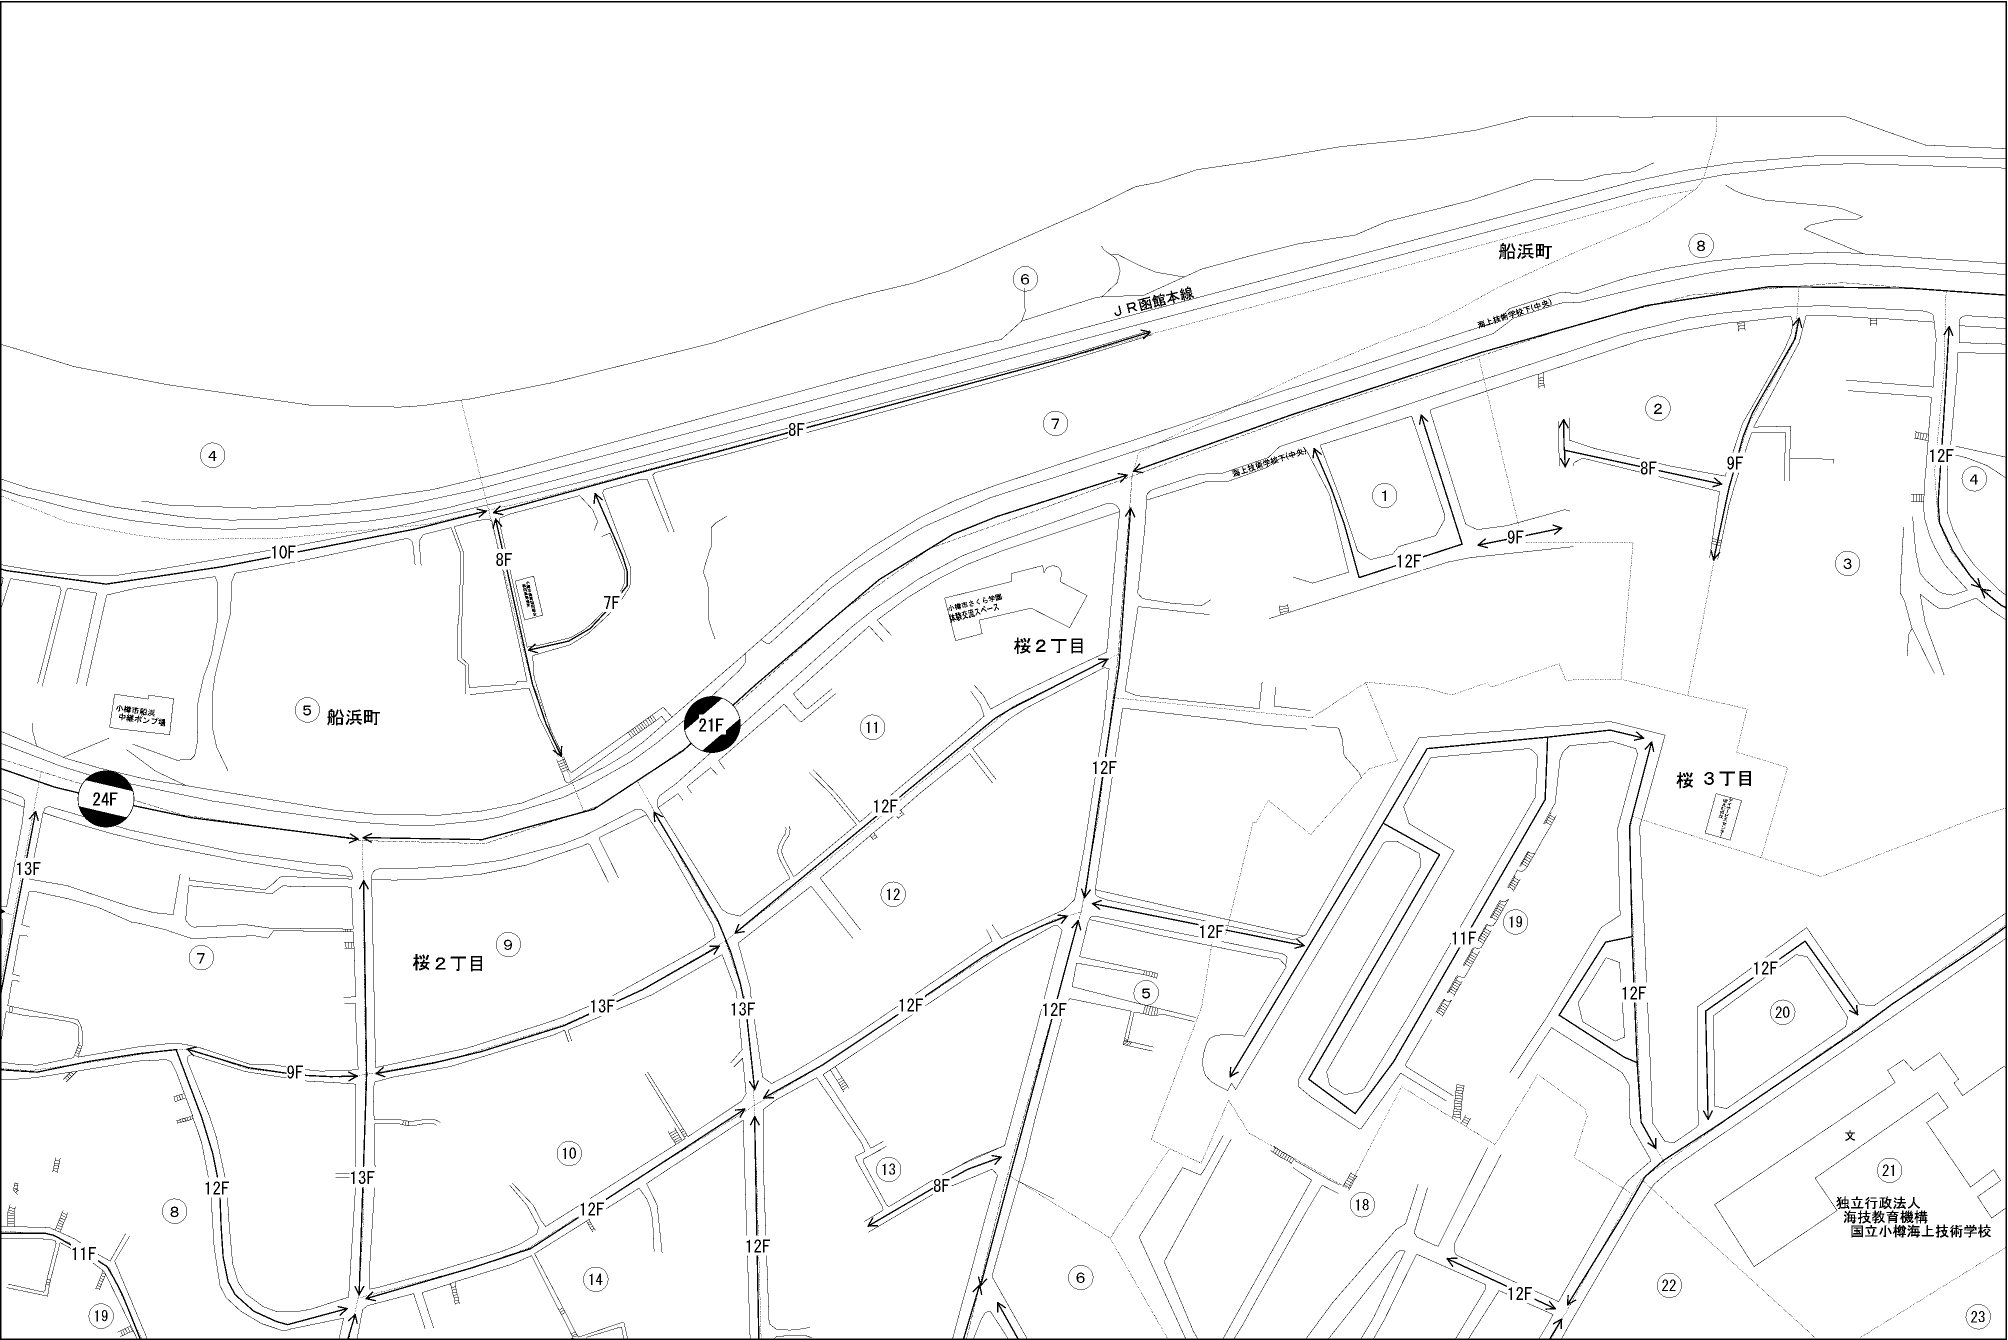 船浜町
8
6
JR函館本線
海上技術学校下(中央)
8F
7
2
4
海上技術学校下(中央)
1
8F
9F
12F
4
10F
8F
9F
12F
3
7F
小樽市さくら学園
体験交流スペース
桜2丁目
5
船浜町
小樽市船浜
中継ポンプ場
21F
11
12F
桜 3丁目
24F
12F
13F
12
12F
19
11F
9
桜2丁目
7
12F
12F
5
13F
13F
12F
12F
12F
20
9F
10
13
8F
13F
12F
8
文
21
独立行政法人
海技教育機構
国立小樽海上技術学校
18
12F
12F
11F
14
6
12F
22
19
23